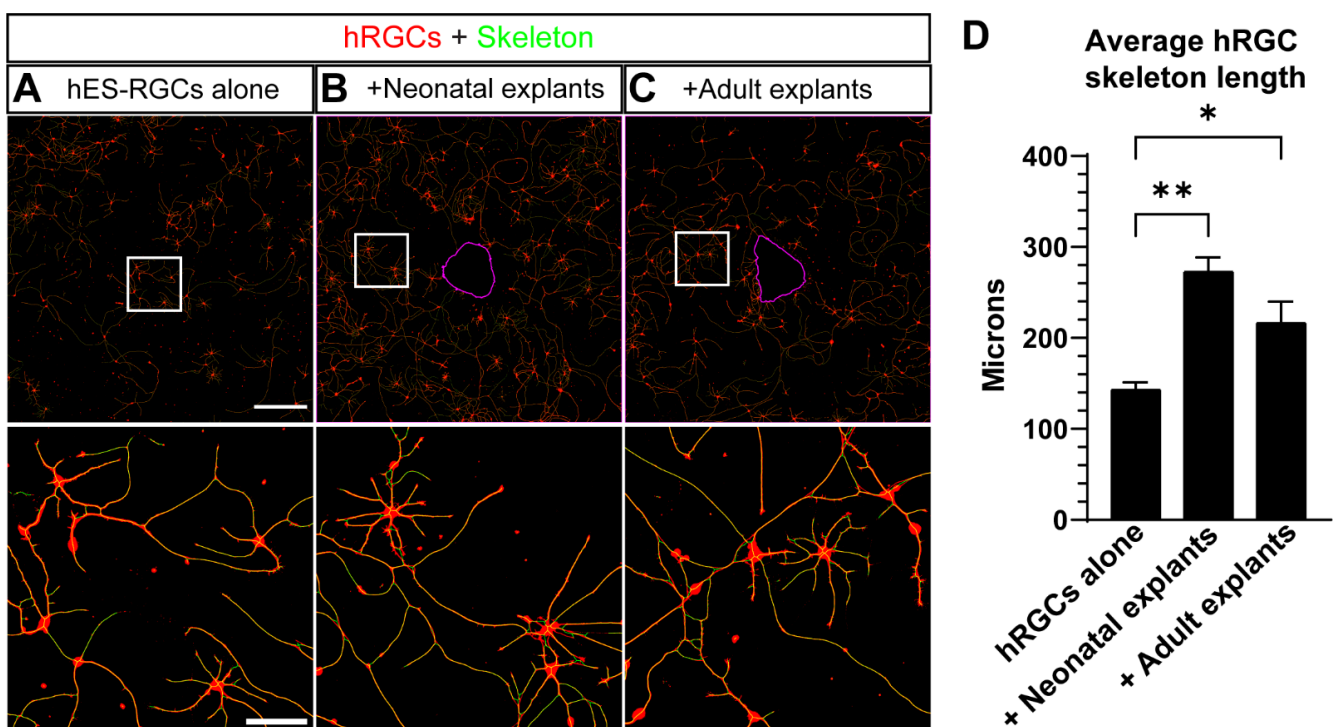 hRGCs + Skeleton
A hES-RGCs alone
B +Neonatal explants
C +Adult explants
D
Average hRGC
skeleton length
*
**
400
300
200
100
0
Microns
hRGCs alone
+ Neonatal explants
+ Adult explants